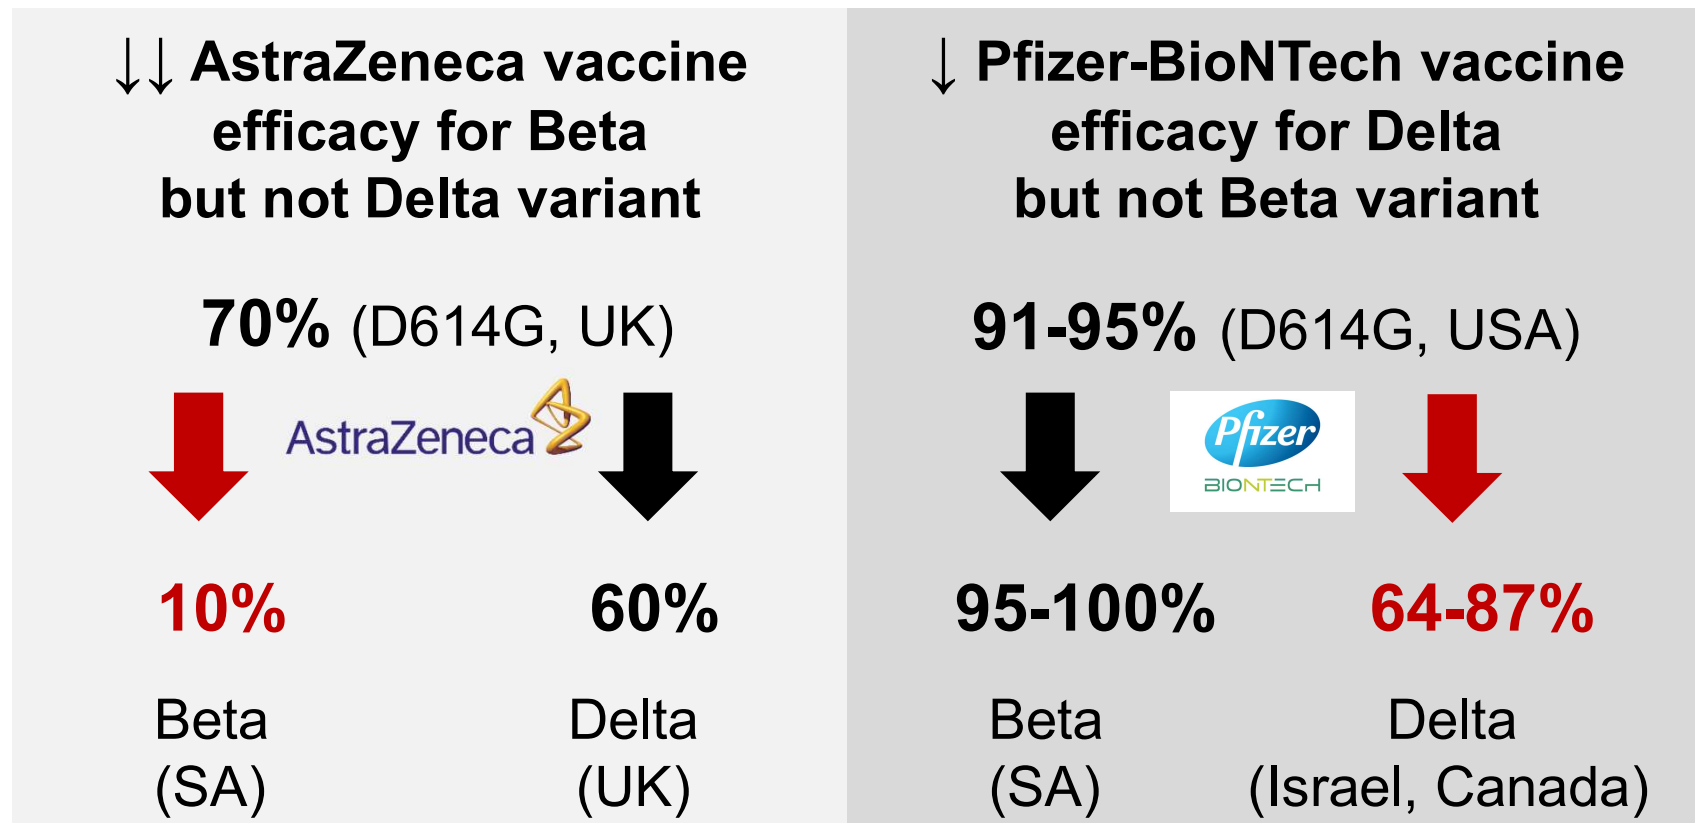 ↓↓ AstraZeneca vaccine
efficacy for Beta
but not Delta variant
70% (D614G, UK)
AstraZeneca
10%
60%
Beta
(SA)
Delta
(UK)
↓ Pfizer-BioNTech vaccine
efficacy for Delta
but not Beta variant
91-95% (D614G, USA)
Pfizer
BIONTECH
95-100%
64-87%
Beta
(SA)
Delta
(Israel, Canada)